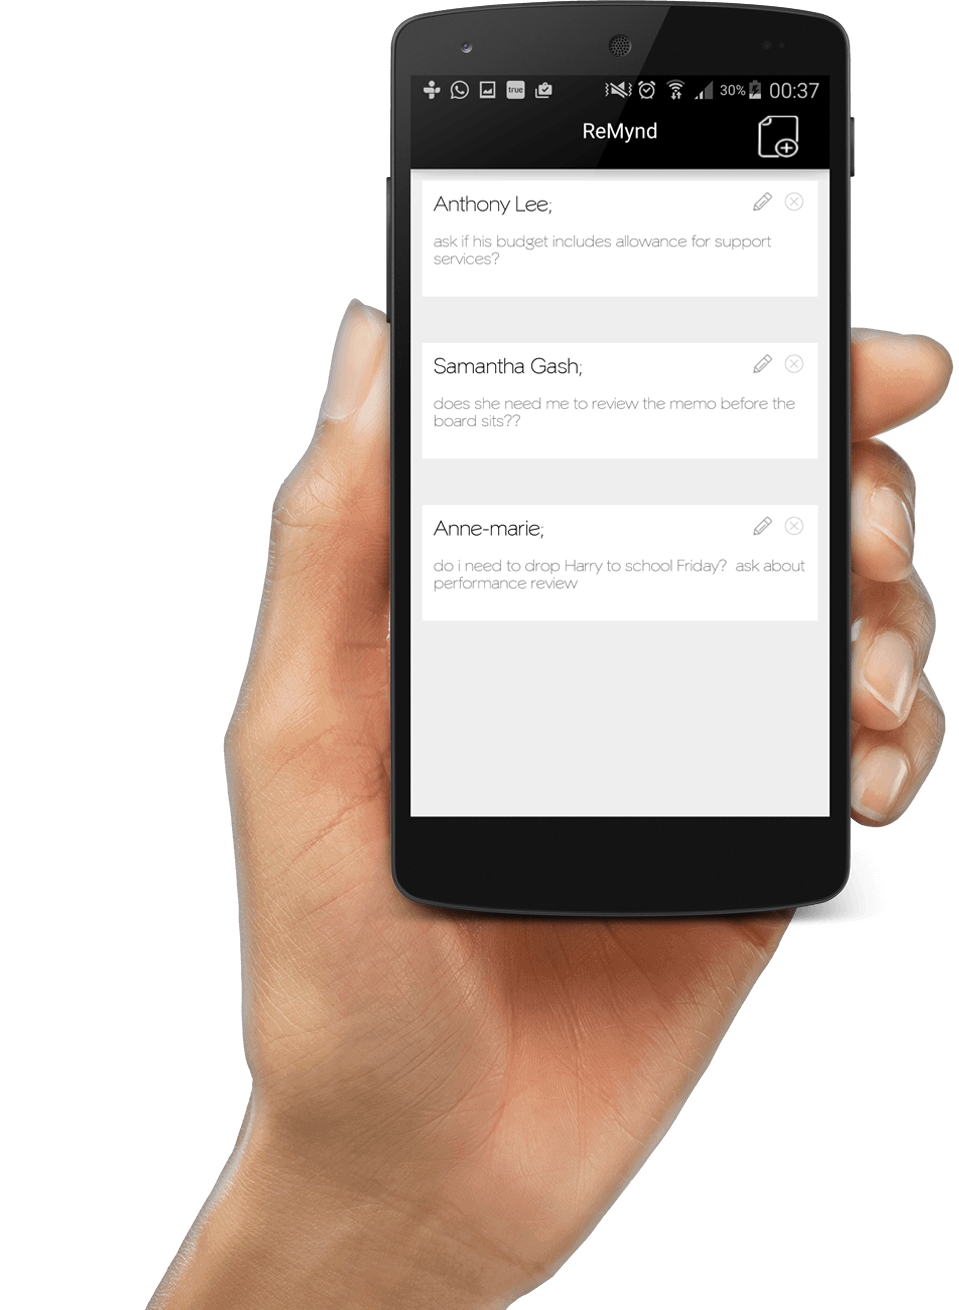 true 30% 00:37
ReMynd
Anthony Lee;
ask if his budget includes allowance for support
services?
Samantha Gash;
does she need me to review the memo before the
board sits??
Anne-marie;
do i need to drop Harry to school Friday?  ask about
performance review